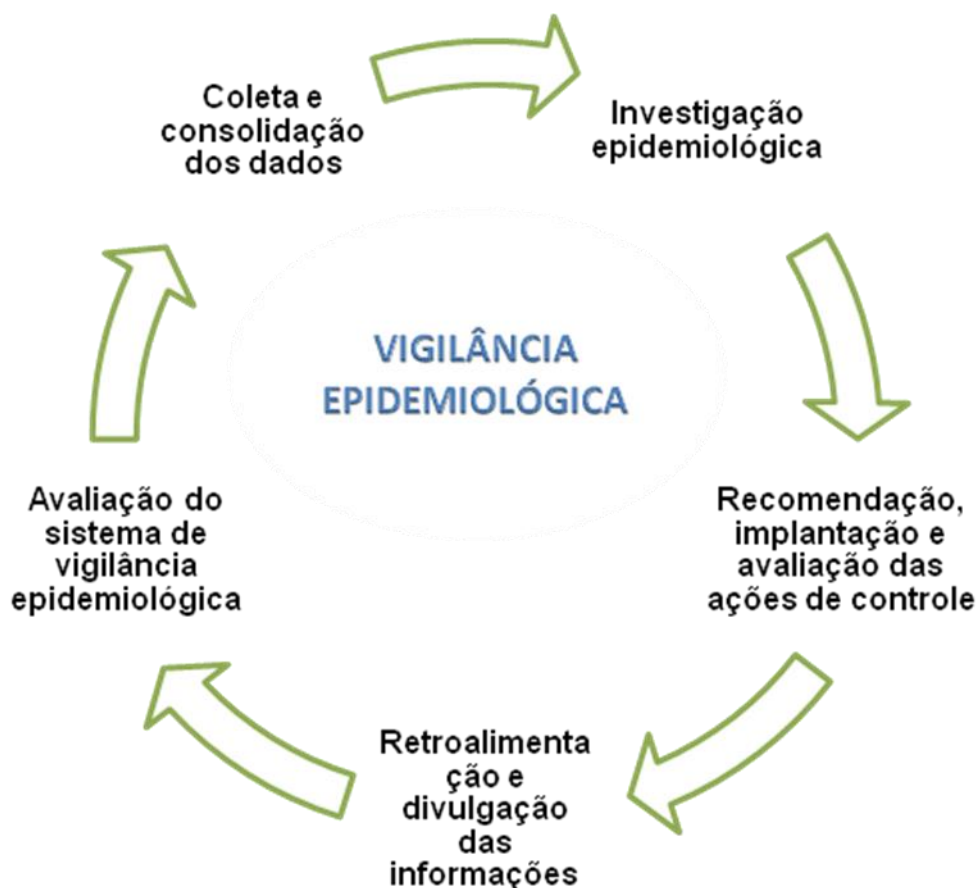 Coleta e
consolidação
dos dados
Investigação
epidemiológica
VIGILÂNCIA
EPIDEMIOLÓGICA
Recomendação,
implantação e
avaliação das
ações de controle
Retroalimenta
ção e
divulgação
das
informações
Avaliação do
sistema de
vigilância
epidemiológica